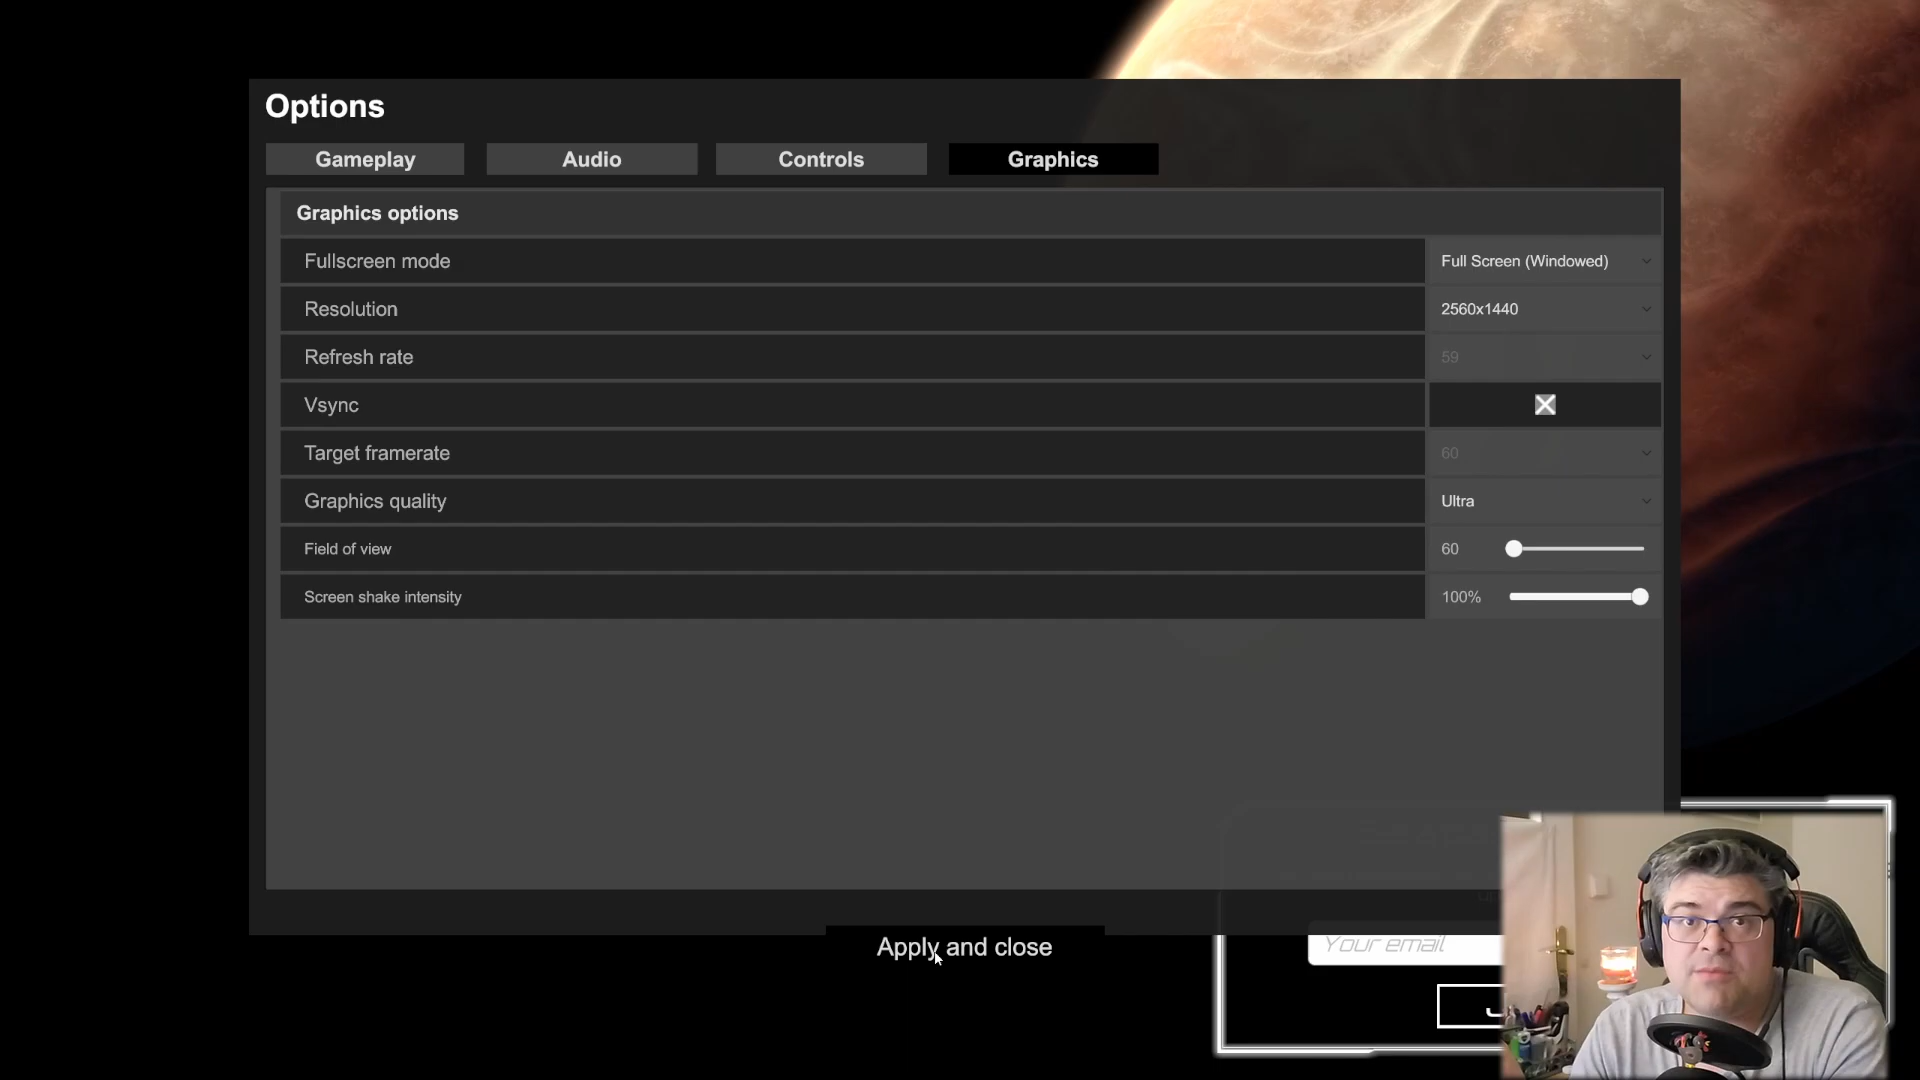 Options
Gameplay Audio Controls Graphics
Graphics options
Fullscreen mode Full Screen (Windowed)
Resolution 2560x1440
Refresh rate 59
Vsync
Target framerate 60
Graphics quality Ultra
Field of view 60
Screen shake intensity 100%
Apply and close
Your email